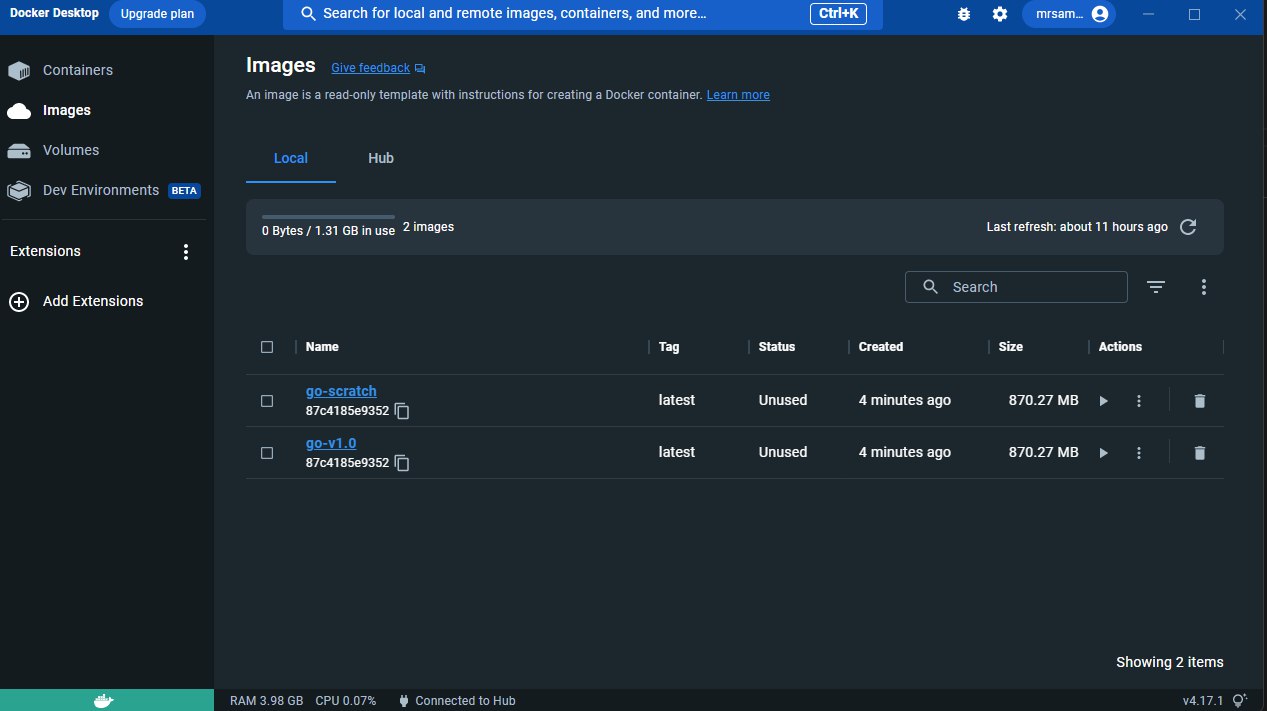 Docker Desktop Upgrade plan Search for local and remote images, containers, and more... Ctrl+K mrsam...
Containers
Images
Volumes
Dev Environments BETA
Extensions
Add Extensions
Images Give feedback
An image is a read-only template with instructions for creating a Docker container. Learn more
Local Hub
0 Bytes / 1.31 GB in use 2 images Last refresh: about 11 hours ago
Search
Name Tag Status Created Size Actions
go-scratch latest Unused 4 minutes ago 870.27 MB
87c4185e9352
go-v1.0 latest Unused 4 minutes ago 870.27 MB
87c4185e9352
Showing 2 items
RAM 3.98 GB CPU 0.07% Connected to Hub v4.17.1